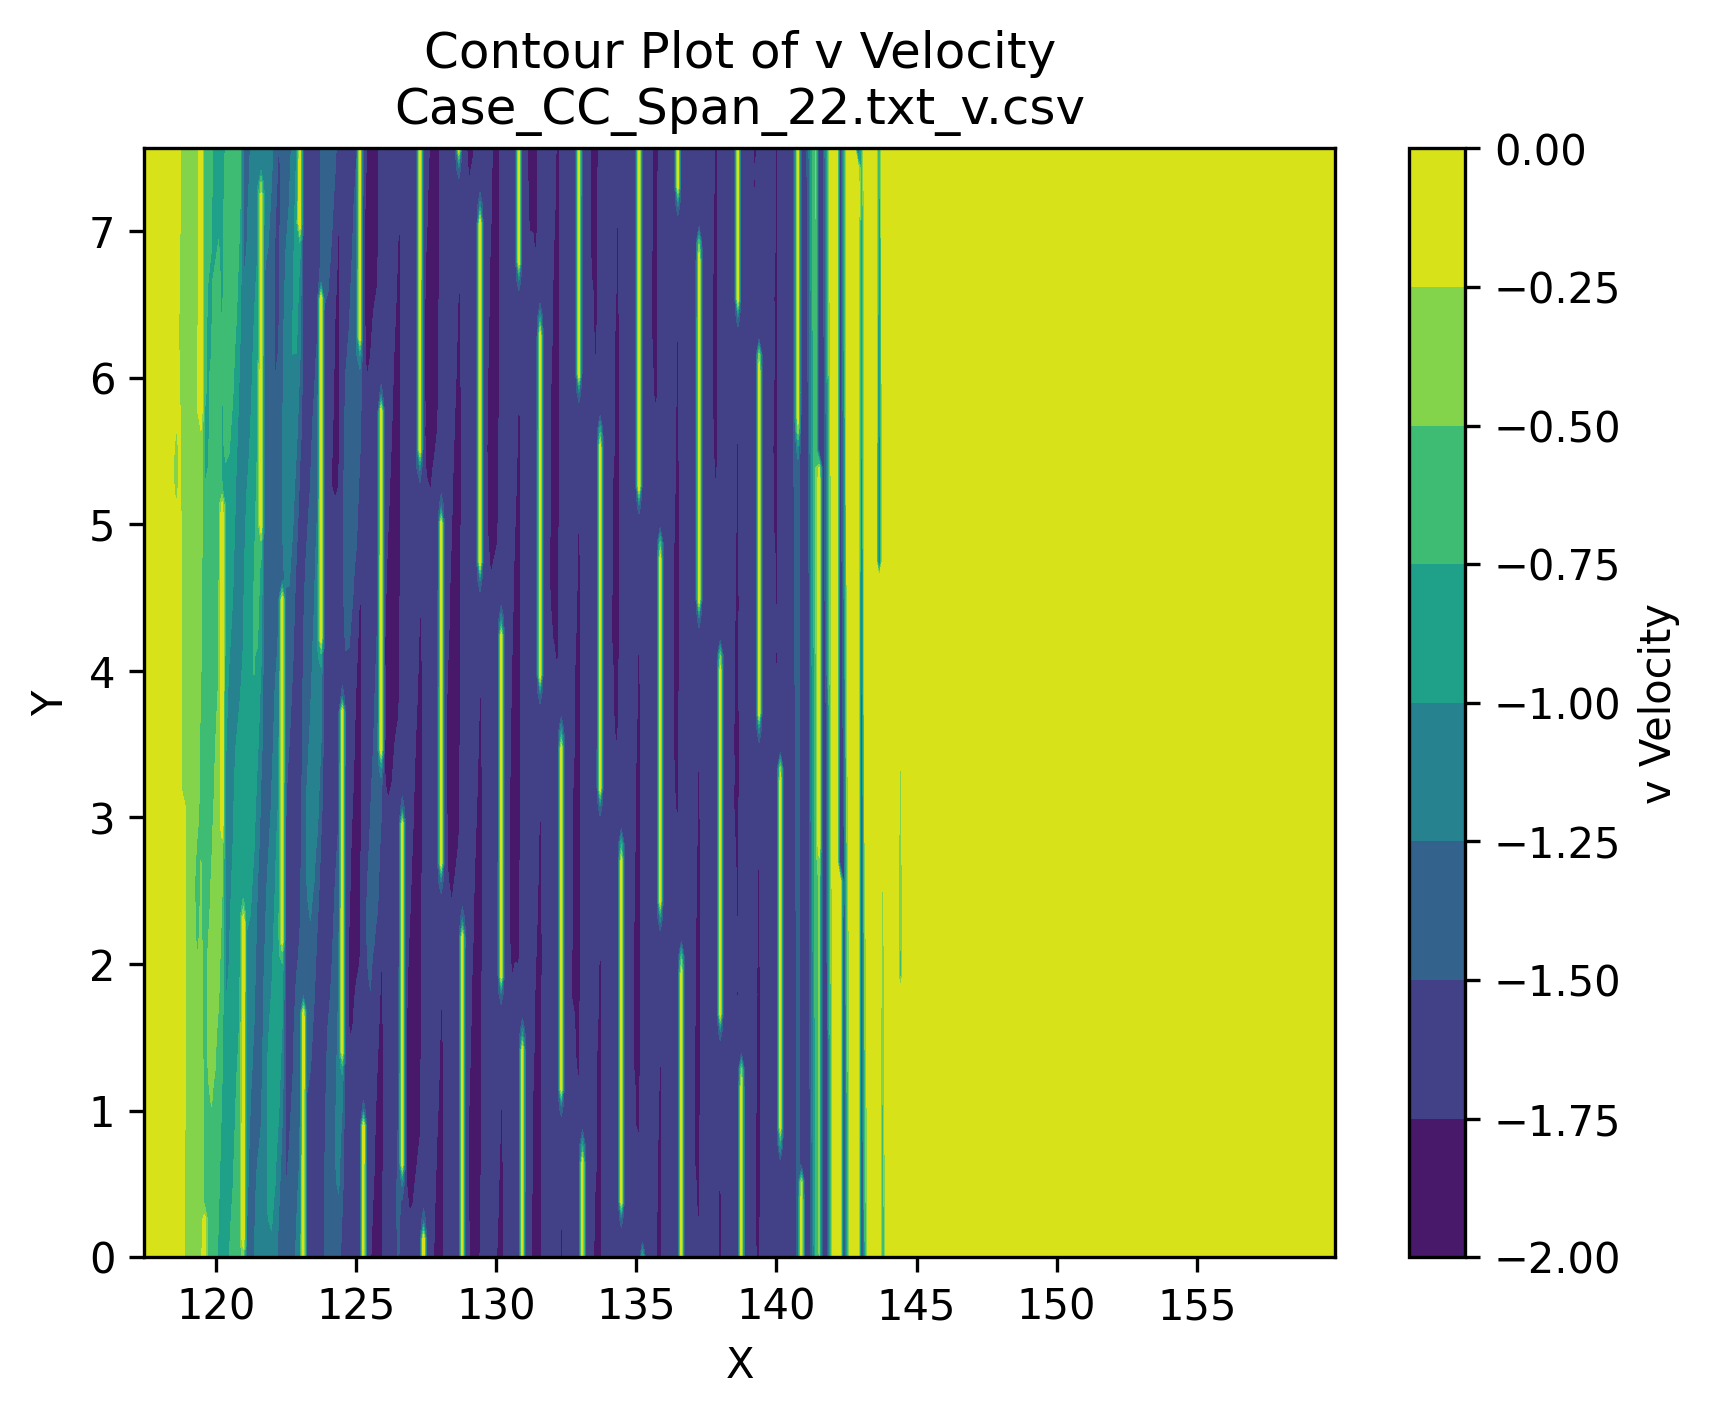 Contour Plot of v Velocity
Case_CC_Span_22.txt_v.csv
Y
7
6
5
4
3
2
1
0
120 125 130 135 140 145 150 155
X
0.00
−0.25
−0.50
−0.75
−1.00
−1.25
−1.50
−1.75
−2.00
v Velocity